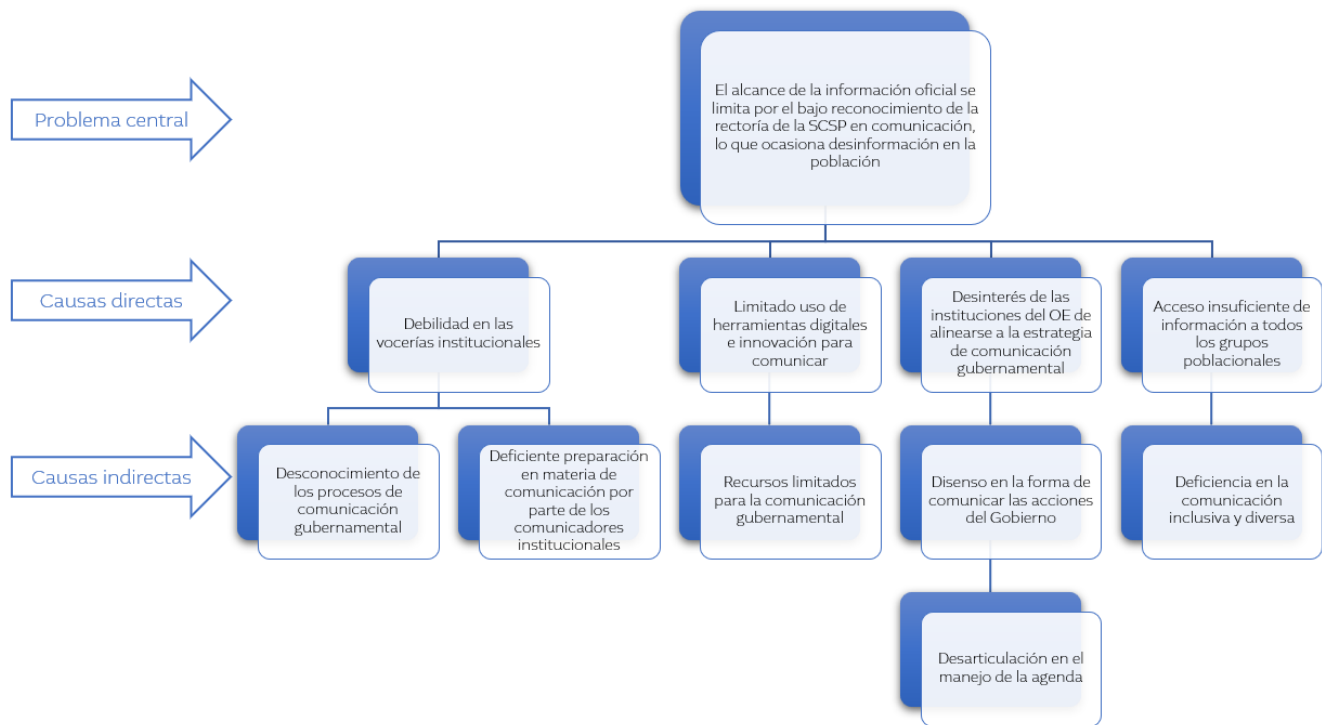 Problema central
El alcance de la información oficial se
limita por el bajo reconocimiento de la
rectoría de la SCSP en comunicación,
lo que ocasiona desinformación en la
población
Causas directas
Debilidad en las
vocerías institucionales
Limitado uso de
herramientas digitales
e innovación para
comunicar
Desinterés de las
instituciones del OE de
alinearse a la estrategia
de comunicación
gubernamental
Acceso insuficiente de
información a todos
los grupos
poblacionales
Causas indirectas
Desconocimiento de
los procesos de
comunicación
gubernamental
Deficiente preparación
en materia de
comunicación por
parte de los
comunicadores
institucionales
Recursos limitados
para la comunicación
gubernamental
Disenso en la forma de
comunicar las acciones
del Gobierno
Deficiencia en la
comunicación
inclusiva y diversa
Desarticulación en el
manejo de la agenda